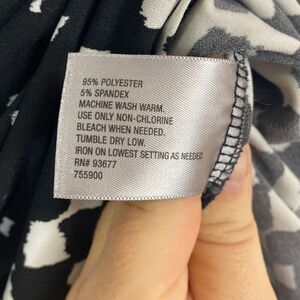 95% POLYESTER
5% SPANDEX
MACHINE WASH WARM.
USE ONLY NON-CHLORINE
BLEACH WHEN NEEDED.
TUMBLE DRY LOW.
IRON ON LOWEST SETTING AS NEEDED.
RN# 93677
755900